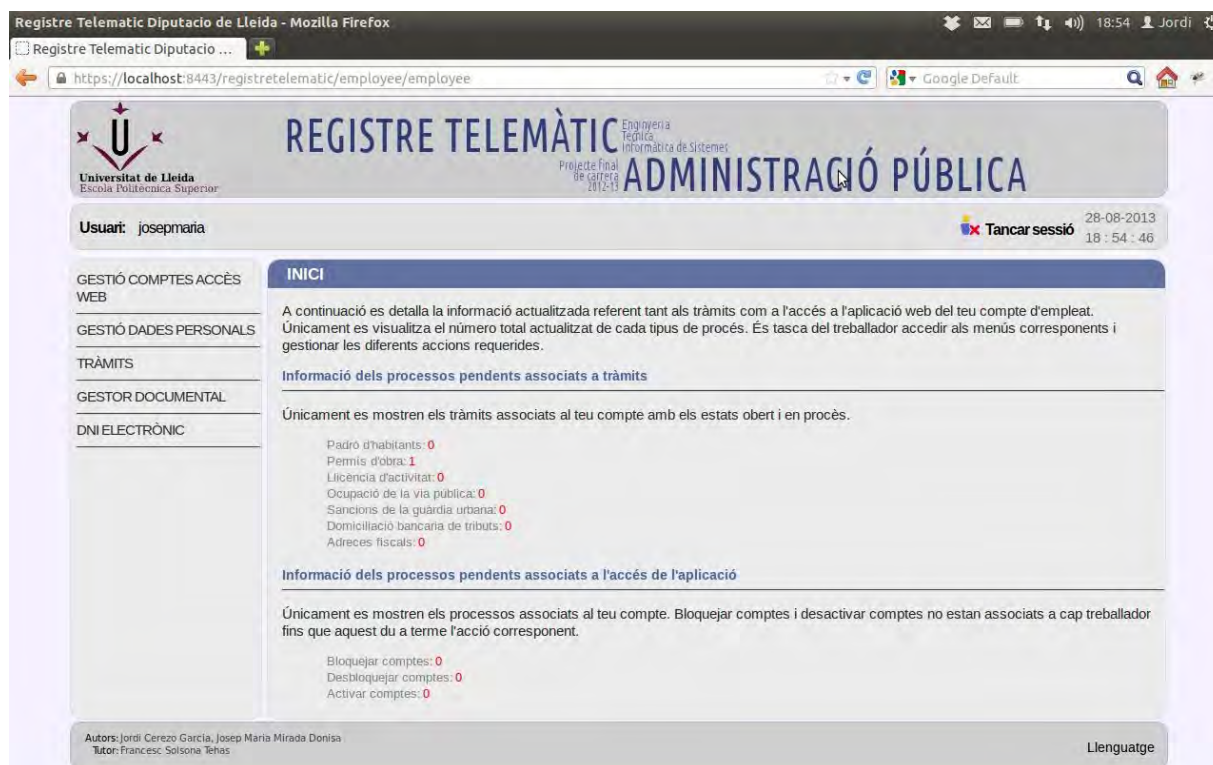 Registre Telematic Diputacio de Lleida - Mozilla Firefox
18:54 Jordi
Registre Telematic Diputacio ...
https://localhost:8443/registretelematic/employee/employee
Google Default
Universitat de Lleida
Escola Politècnica Superior
REGISTRE TELEMÀTIC
Enginyeria
Tècnica
Informàtica de Sistemes
Projecte final
de carrera
2012-13
ADMINISTRACIÓ PÚBLICA
Usuari: josepmaria
Tancar sessió
28-08-2013
18 : 54 : 46
GESTIÓ COMPTES ACCÈS
WEB
GESTIÓ DADES PERSONALS
TRÀMITS
GESTOR DOCUMENTAL
DNI ELECTRÒNIC
INICI
A continuació es detalla la informació actualitzada referent tant als tràmits com a l'accés a l'aplicació web del teu compte d'empleat.
Únicament es visualitza el número total actualitzat de cada tipus de procés. És tasca del treballador accedir als menús corresponents i
gestionar les diferents accions requerides.
Informació dels processos pendents associats a tràmits
Únicament es mostren els tràmits associats al teu compte amb els estats obert i en procès.
Padró d'habitants: 0
Permís d'obra: 1
Llicència d'activitat: 0
Ocupació de la via pública: 0
Sancions de la guàrdia urbana: 0
Domiciliació bancaria de tributs: 0
Adreces fiscals: 0
Informació dels processos pendents associats a l'accés de l'aplicació
Únicament es mostren els processos associats al teu compte. Bloquejar comptes i desactivar comptes no estan associats a cap treballador
fins que aquest du a terme l'acció corresponent.
Bloquejar comptes: 0
Desbloquejar comptes: 0
Activar comptes: 0
Autors: Jordi Cerezo Garcia, Josep Maria Mirada Donisa
Tutor: Francesc Solsona Tehas
Llenguatge